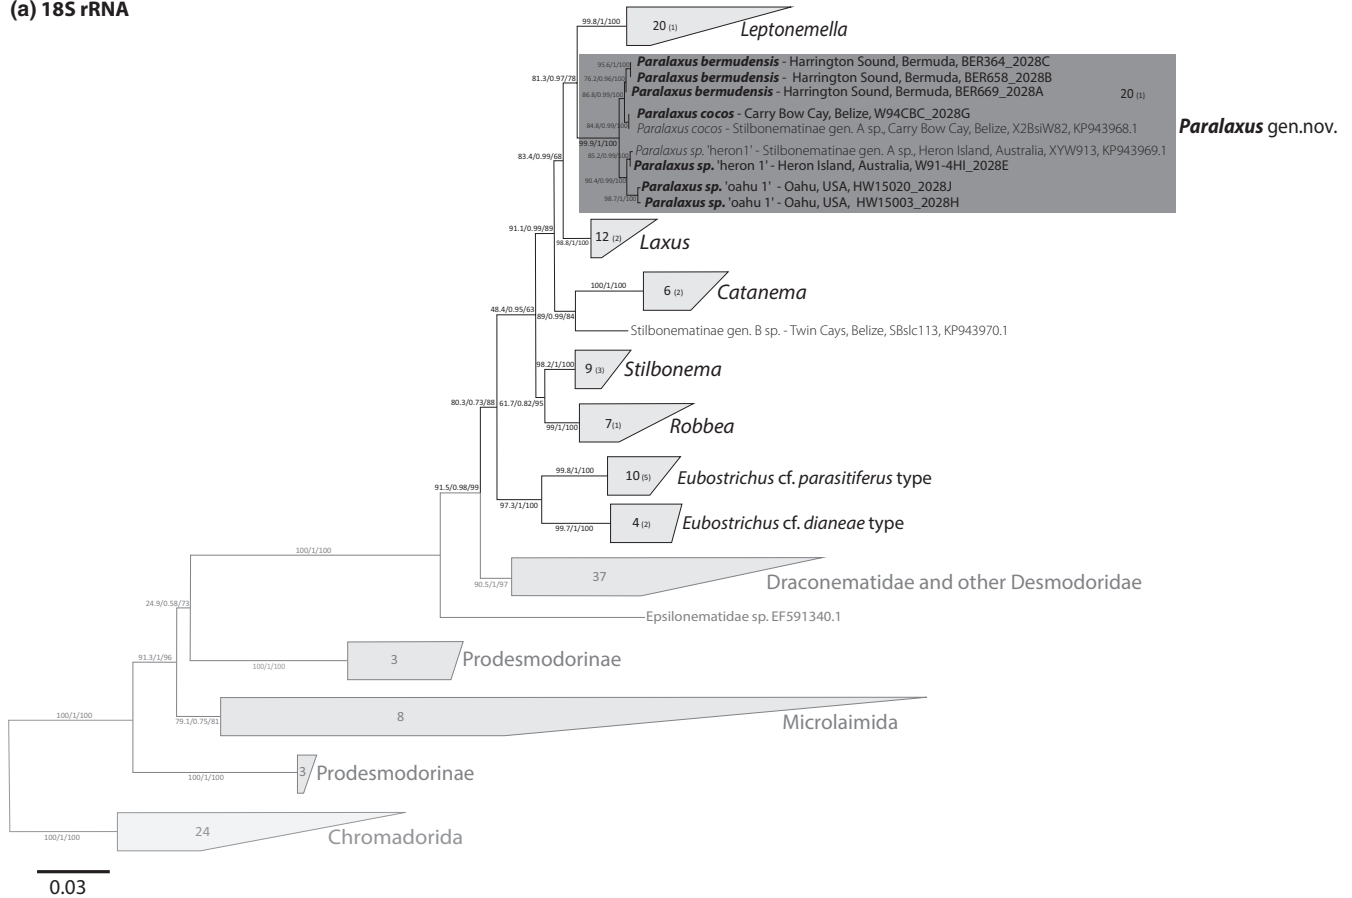 (a) 18S rRNA
99.8/1/100
20 (1)
Leptonemella
81.3/0.97/78
95.6/1/100
Paralaxus bermudensis - Harrington Sound, Bermuda, BER364_2028C
76.2/0.96/100
Paralaxus bermudensis - Harrington Sound, Bermuda, BER658_2028B
86.8/0.99/100
Paralaxus bermudensis - Harrington Sound, Bermuda, BER669_2028A
20 (1)
Paralaxus cocos - Carry Bow Cay, Belize, W94CBC_2028G
84.8/0.99/100
Paralaxus cocos - Stilbonematinae gen. A sp., Carry Bow Cay, Belize, X2BsiW82, KP943968.1
Paralaxus gen.nov.
99.9/1/100
Paralaxus sp. 'heron1' - Stilbonematinae gen. A sp., Heron Island, Australia, XYW913, KP943969.1
85.2/0.99/100
Paralaxus sp. 'heron 1' - Heron Island, Australia, W91-4HI_2028E
83.4/0.99/68
90.4/0.99/100
Paralaxus sp. 'oahu 1' - Oahu, USA, HW15020_2028J
98.7/1/100
Paralaxus sp. 'oahu 1' - Oahu, USA, HW15003_2028H
91.1/0.99/89
98.8/1/100
12 (2)
Laxus
100/1/100
6 (2)
Catanema
48.4/0.95/63
89/0.99/84
Stilbonematinae gen. B sp. - Twin Cays, Belize, SBslc113, KP943970.1
98.2/1/100
9 (3)
Stilbonema
80.3/0.73/88
61.7/0.82/95
99/1/100
7(1)
Robbea
99.8/1/100
10 (5)
Eubostrichus cf. parasitiferus type
91.5/0.98/99
97.3/1/100
99.7/1/100
4 (2)
Eubostrichus cf. dianeae type
100/1/100
90.5/1/97
37
Draconematidae and other Desmodoridae
24.9/0.58/73
Epsilonematidae sp. EF591340.1
91.3/1/96
100/1/100
3
Prodesmodorinae
100/1/100
79.1/0.75/81
8
Microlaimida
100/1/100
3
Prodesmodorinae
100/1/100
24
Chromadorida
0.03